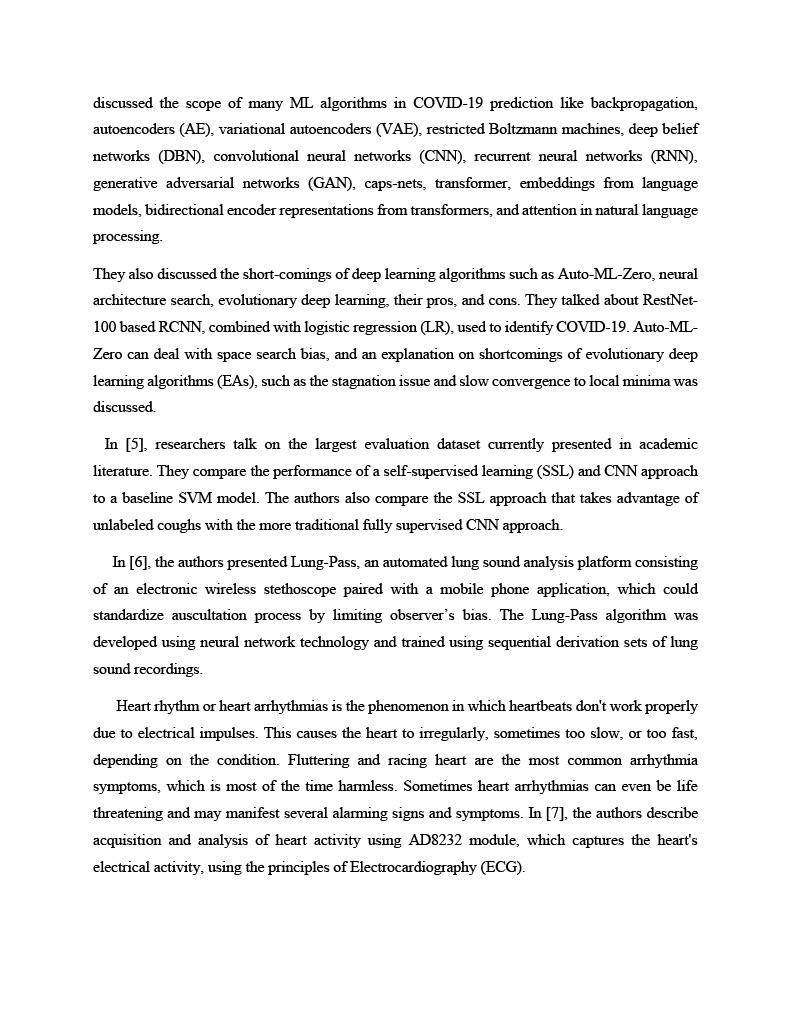 discussed the scope of many ML algorithms in COVID-19 prediction like backpropagation,
autoencoders (AE), variational autoencoders (VAE), restricted Boltzmann machines, deep belief
networks (DBN), convolutional neural networks (CNN), recurrent neural networks (RNN),
generative adversarial networks (GAN), caps-nets, transformer, embeddings from language
models, bidirectional encoder representations from transformers, and attention in natural language
processing.
They also discussed the short-comings of deep learning algorithms such as Auto-ML-Zero, neural
architecture search, evolutionary deep learning, their pros, and cons. They talked about RestNet-
100 based RCNN, combined with logistic regression (LR), used to identify COVID-19. Auto-ML-
Zero can deal with space search bias, and an explanation on shortcomings of evolutionary deep
learning algorithms (EAs), such as the stagnation issue and slow convergence to local minima was
discussed.
In [5], researchers talk on the largest evaluation dataset currently presented in academic
literature. They compare the performance of a self-supervised learning (SSL) and CNN approach
to a baseline SVM model. The authors also compare the SSL approach that takes advantage of
unlabeled coughs with the more traditional fully supervised CNN approach.
In [6], the authors presented Lung-Pass, an automated lung sound analysis platform consisting
of an electronic wireless stethoscope paired with a mobile phone application, which could
standardize auscultation process by limiting observer’s bias. The Lung-Pass algorithm was
developed using neural network technology and trained using sequential derivation sets of lung
sound recordings.
Heart rhythm or heart arrhythmias is the phenomenon in which heartbeats don't work properly
due to electrical impulses. This causes the heart to irregularly, sometimes too slow, or too fast,
depending on the condition. Fluttering and racing heart are the most common arrhythmia
symptoms, which is most of the time harmless. Sometimes heart arrhythmias can even be life
threatening and may manifest several alarming signs and symptoms. In [7], the authors describe
acquisition and analysis of heart activity using AD8232 module, which captures the heart's
electrical activity, using the principles of Electrocardiography (ECG).